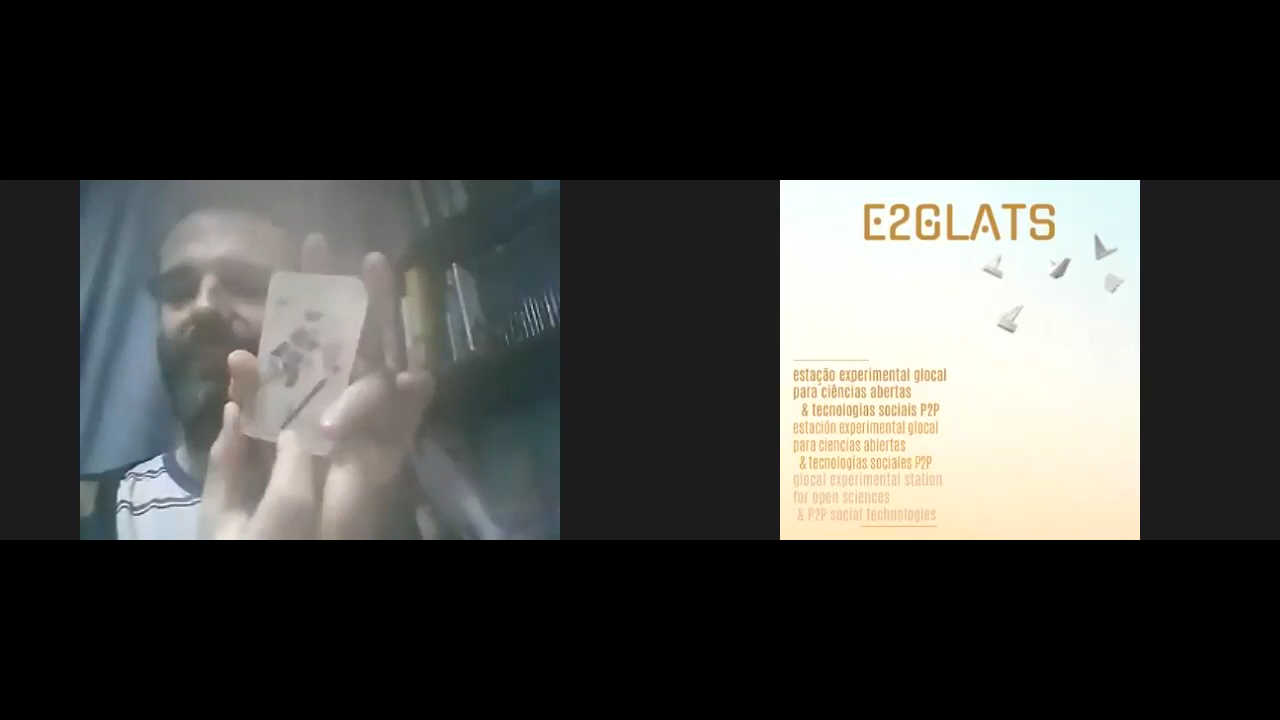 E2GLATS
estação experimental glocal
para ciências abertas
& tecnologias sociais P2P
estación experimental glocal
para ciencias abiertas
& tecnologías sociales P2P
glocal experimental station
for open sciences
& P2P social technologies